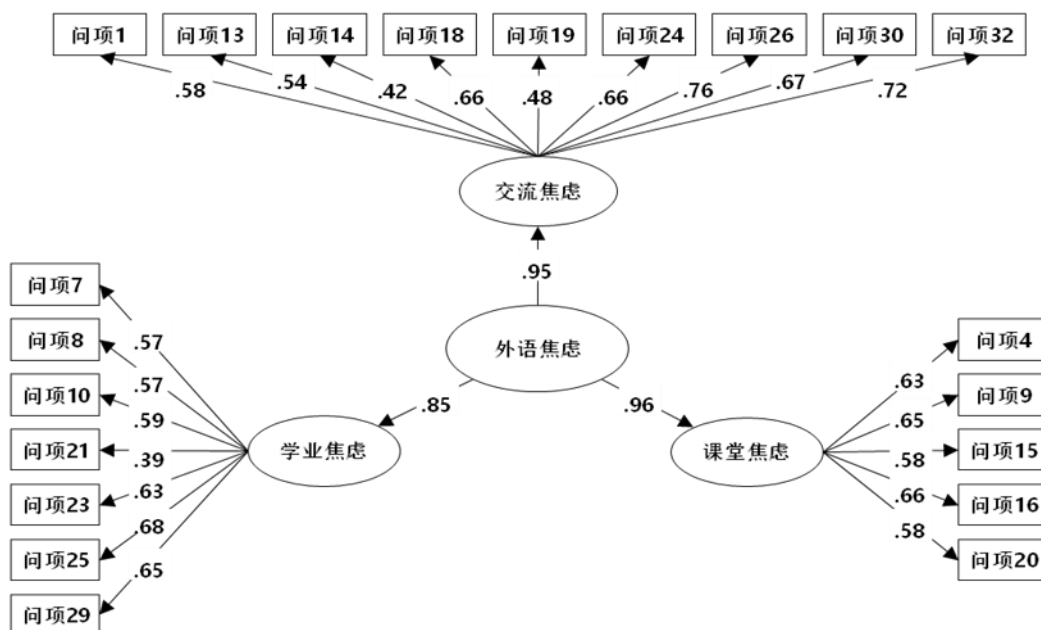 问项1 问项13 问项14 问项18 问项19 问项24 问项26 问项30 问项32
.58 .54 .42 .66 .48 .66 .76 .67 .72
交流焦虑
.95
外语焦虑
.85 .96
学业焦虑
课堂焦虑
问项7
问项8
问项10
问项21
问项23
问项25
问项29
.57
.57
.59
.39
.63
.68
.65
问项4
问项9
问项15
问项16
问项20
.63
.65
.58
.66
.58